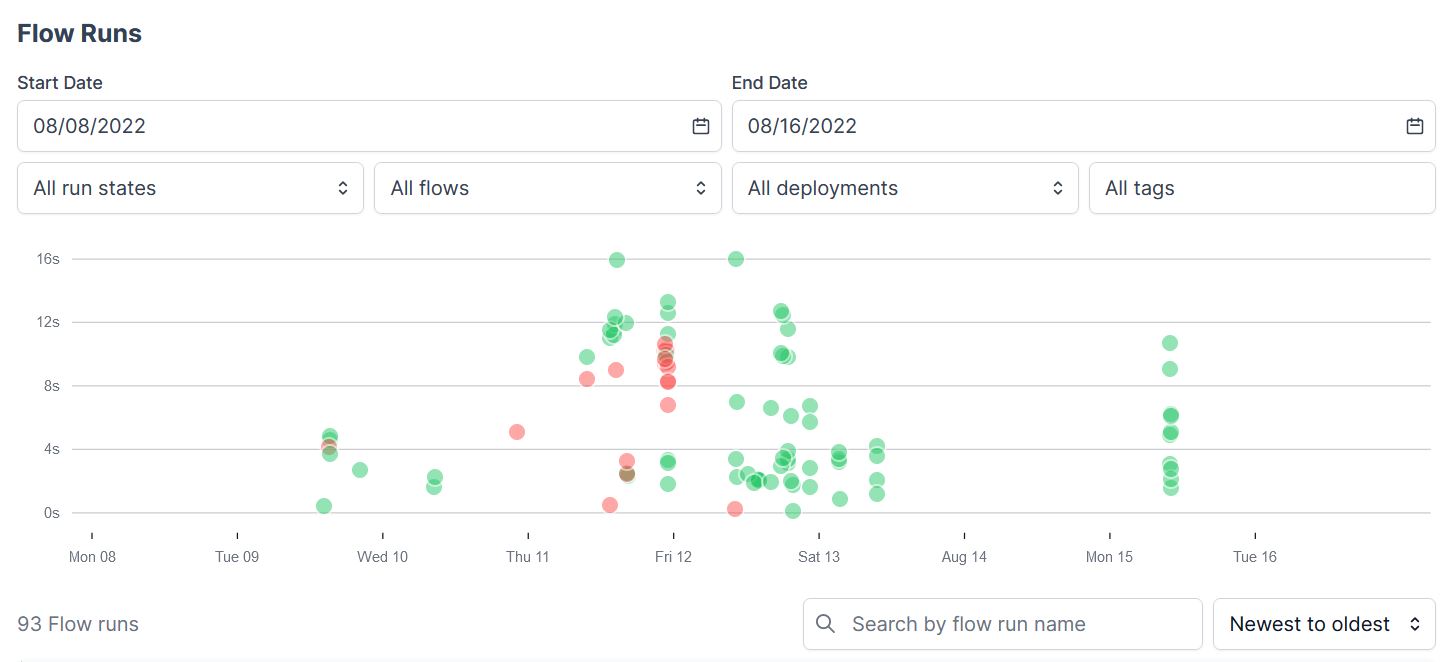 Flow Runs
Start Date
End Date
08/08/2022
08/16/2022
All run states
All flows
All deployments
All tags
16s
12s
8s
4s
0s
Mon 08 Tue 09 Wed 10 Thu 11 Fri 12 Sat 13 Aug 14 Mon 15 Tue 16
93 Flow runs
Search by flow run name
Newest to oldest